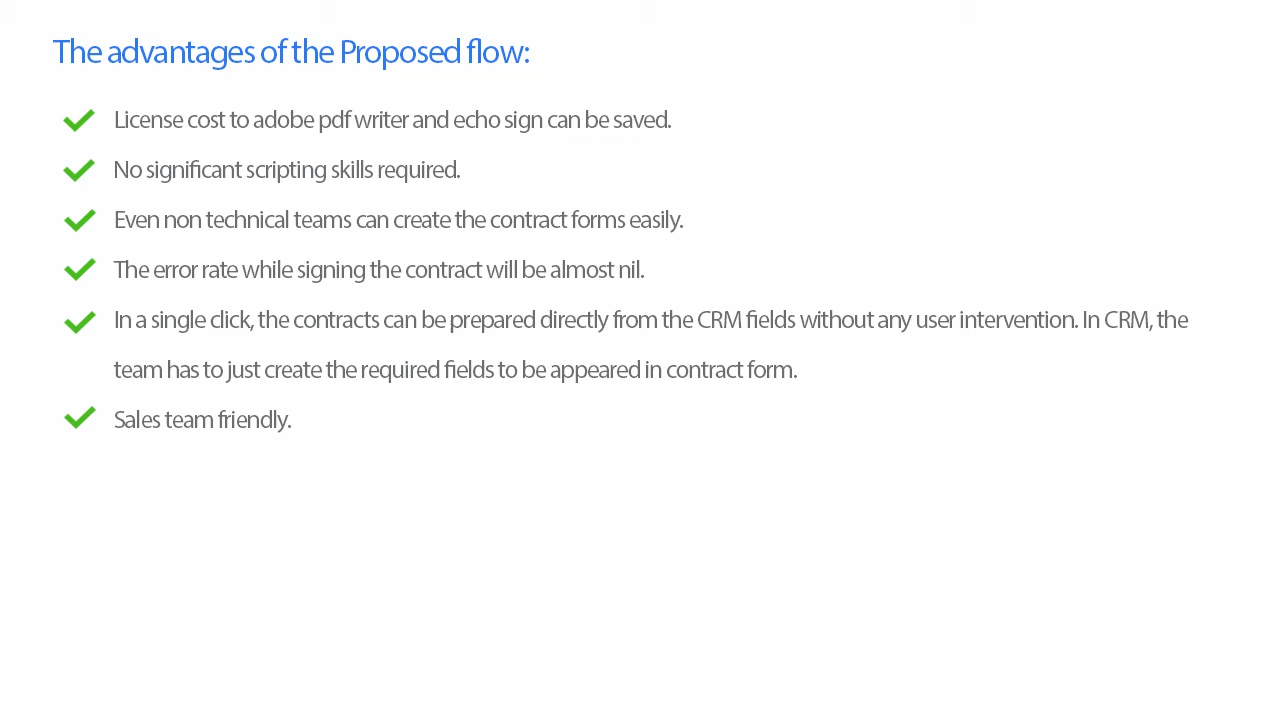 The advantages of the Proposed flow:
License cost to adobe pdf writer and echo sign can be saved.
No significant scripting skills required.
Even non technical teams can create the contract forms easily.
The error rate while signing the contract will be almost nil.
In a single click, the contracts can be prepared directly from the CRM fields without any user intervention. In CRM, the
team has to just create the required fields to be appeared in contract form.
Sales team friendly.